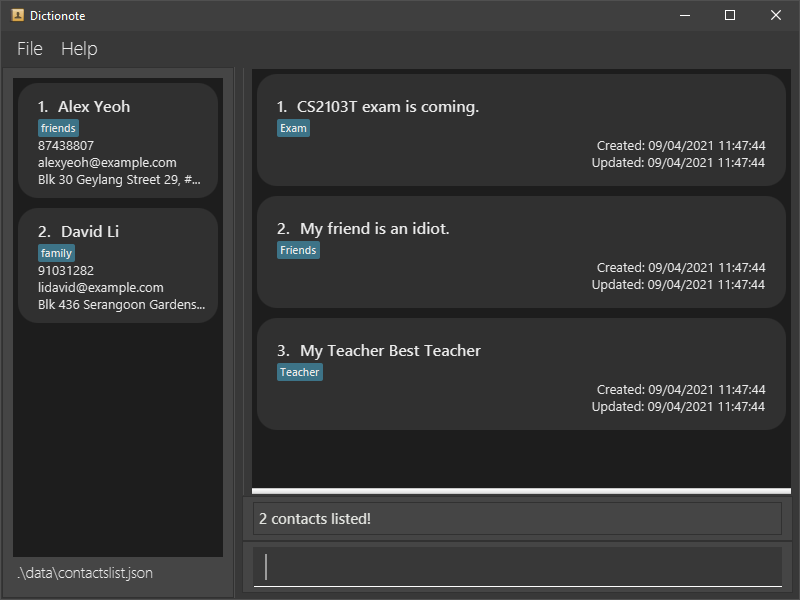 Dictionote
File Help
1. Alex Yeoh
friends
87438807
alexyeoh@example.com
Blk 30 Geylang Street 29, #...
2. David Li
family
91031282
lidavid@example.com
Blk 436 Serangoon Gardens...
.\data\contactslist.json
1. CS2103T exam is coming.
Exam
Created: 09/04/2021 11:47:44
Updated: 09/04/2021 11:47:44
2. My friend is an idiot.
Friends
Created: 09/04/2021 11:47:44
Updated: 09/04/2021 11:47:44
3. My Teacher Best Teacher
Teacher
Created: 09/04/2021 11:47:44
Updated: 09/04/2021 11:47:44
2 contacts listed!